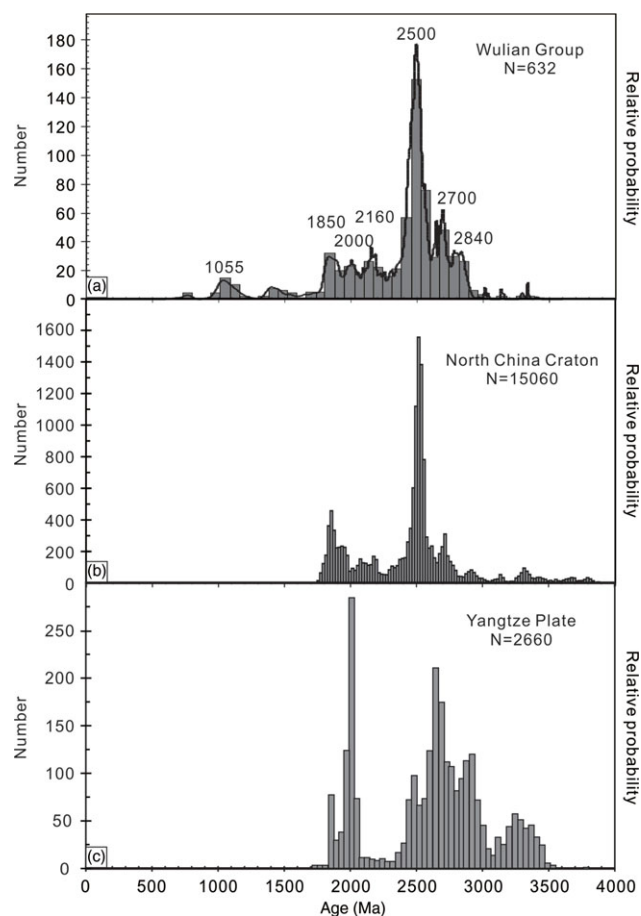 180
160
140
120
100
80
60
40
20
0
Number
Relative probability
2500
Wulian Group
N=632
2700
2840
2160
2000
1850
1055
(a)
1600
1400
1200
1000
800
600
400
200
0
Number
Relative probability
North China Craton
N=15060
(b)
250
200
150
100
50
0
Number
Relative probability
Yangtze Plate
N=2660
(c)
0 500 1000 1500 2000 2500 3000 3500 4000
Age (Ma)